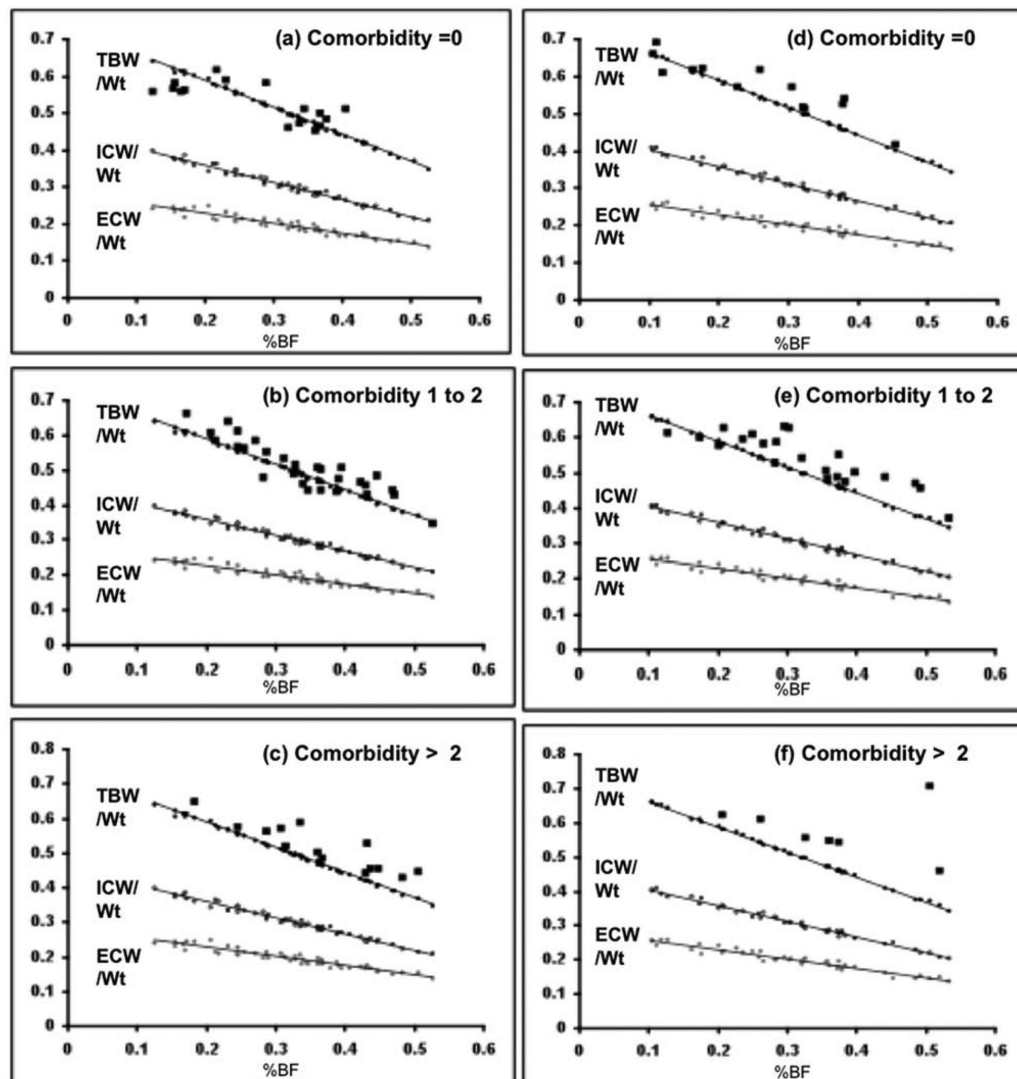 (a) Comorbidity =0
0.7
0.6
0.5
0.4
0.3
0.2
0.1
0
TBW
/Wt
ICW/
Wt
ECW
/Wt
0 0.1 0.2 0.3 0.4 0.5 0.6
%BF
(d) Comorbidity =0
0.7
0.6
0.5
0.4
0.3
0.2
0.1
0
TBW
/Wt
ICW/
Wt
ECW
/Wt
0 0.1 0.2 0.3 0.4 0.5 0.6
%BF
(b) Comorbidity 1 to 2
0.7
0.6
0.5
0.4
0.3
0.2
0.1
0
TBW
/Wt
ICW/
Wt
ECW
/Wt
0 0.1 0.2 0.3 0.4 0.5 0.6
%BF
(e) Comorbidity 1 to 2
0.7
0.6
0.5
0.4
0.3
0.2
0.1
0
TBW
/Wt
ICW/
Wt
ECW
/Wt
0 0.1 0.2 0.3 0.4 0.5 0.6
%BF
(c) Comorbidity > 2
0.8
0.7
0.6
0.5
0.4
0.3
0.2
0.1
0
TBW
/Wt
ICW/
Wt
ECW
/Wt
0 0.1 0.2 0.3 0.4 0.5 0.6
%BF
(f) Comorbidity > 2
0.8
0.7
0.6
0.5
0.4
0.3
0.2
0.1
0
TBW
/Wt
ICW/
Wt
ECW
/Wt
0 0.1 0.2 0.3 0.4 0.5 0.6
%BF